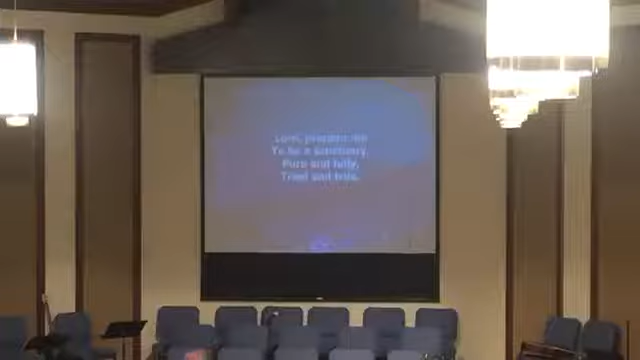 Lord, prepare me
To be a sanctuary,
Pure and holy,
Tried and true.